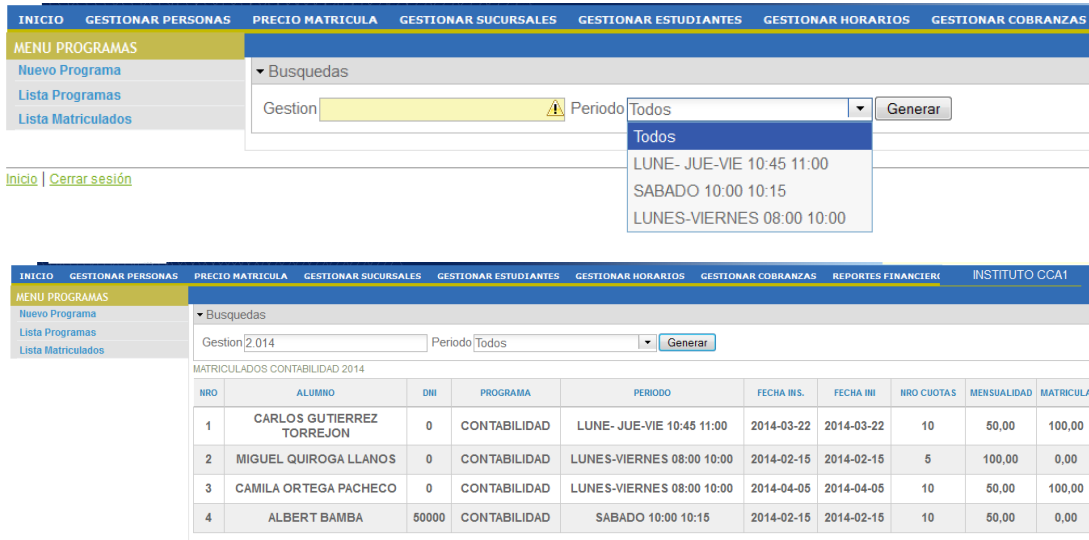 INICIO GESTIONAR PERSONAS PRECIO MATRICULA GESTIONAR SUCURSALES GESTIONAR ESTUDIANTES GESTIONAR HORARIOS GESTIONAR COBRANZAS
MENU PROGRAMAS
Nuevo Programa
Lista Programas
Lista Matriculados
Busquedas
Gestion Periodo Todos Generar
Todos
LUNE- JUE-VIE 10:45 11:00
SABADO 10:00 10:15
LUNES-VIERNES 08:00 10:00
Inicio | Cerrar sesión
INICIO GESTIONAR PERSONAS PRECIO MATRICULA GESTIONAR SUCURSALES GESTIONAR ESTUDIANTES GESTIONAR HORARIOS GESTIONAR COBRANZAS REPORTES FINANCIER( INSTITUTO CCA1
MENU PROGRAMAS
Nuevo Programa
Lista Programas
Lista Matriculados
Busquedas
Gestion 2.014 Periodo Todos Generar
MATRICULADOS CONTABILIDAD 2014
NRO ALUMNO DNI PROGRAMA PERIODO FECHA INS. FECHA INI NRO CUOTAS MENSUALIDAD MATRICULA
1 CARLOS GUTIERREZ TORREJON 0 CONTABILIDAD LUNE- JUE-VIE 10:45 11:00 2014-03-22 2014-03-22 10 50,00 100,00
2 MIGUEL QUIROGA LLANOS 0 CONTABILIDAD LUNES-VIERNES 08:00 10:00 2014-02-15 2014-02-15 5 100,00 0,00
3 CAMILA ORTEGA PACHECO 0 CONTABILIDAD LUNES-VIERNES 08:00 10:00 2014-04-05 2014-04-05 10 50,00 100,00
4 ALBERT BAMBA 50000 CONTABILIDAD SABADO 10:00 10:15 2014-02-15 2014-02-15 10 50,00 0,00